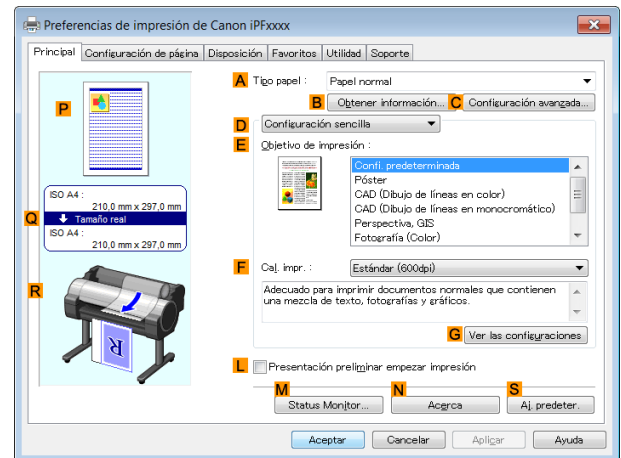 Preferencias de impresión de Canon iPFxxxx
Principal Configuración de página Disposición Favoritos Utilidad Soporte
P
Q
ISO A4 :
210,0 mm x 297,0 mm
Tamaño real
ISO A4 :
210,0 mm x 297,0 mm
R
R
A Tipo papel : Papel normal
B Obtener información... C Configuración avanzada...
D Configuración sencilla
E Objetivo de impresión :
Confi. predeterminada
Póster
CAD (Dibujo de líneas en color)
CAD (Dibujo de líneas en monocromático)
Perspectiva, GIS
Fotografía (Color)
F Cal. impr. : Estándar (600dpi)
Adecuado para imprimir documentos normales que contienen
una mezcla de texto, fotografías y gráficos.
G Ver las configuraciones
L Presentación preliminar empezar impresión
M N S
Status Monitor... Acerca Aj. predeter.
Aceptar Cancelar Aplicar Ayuda